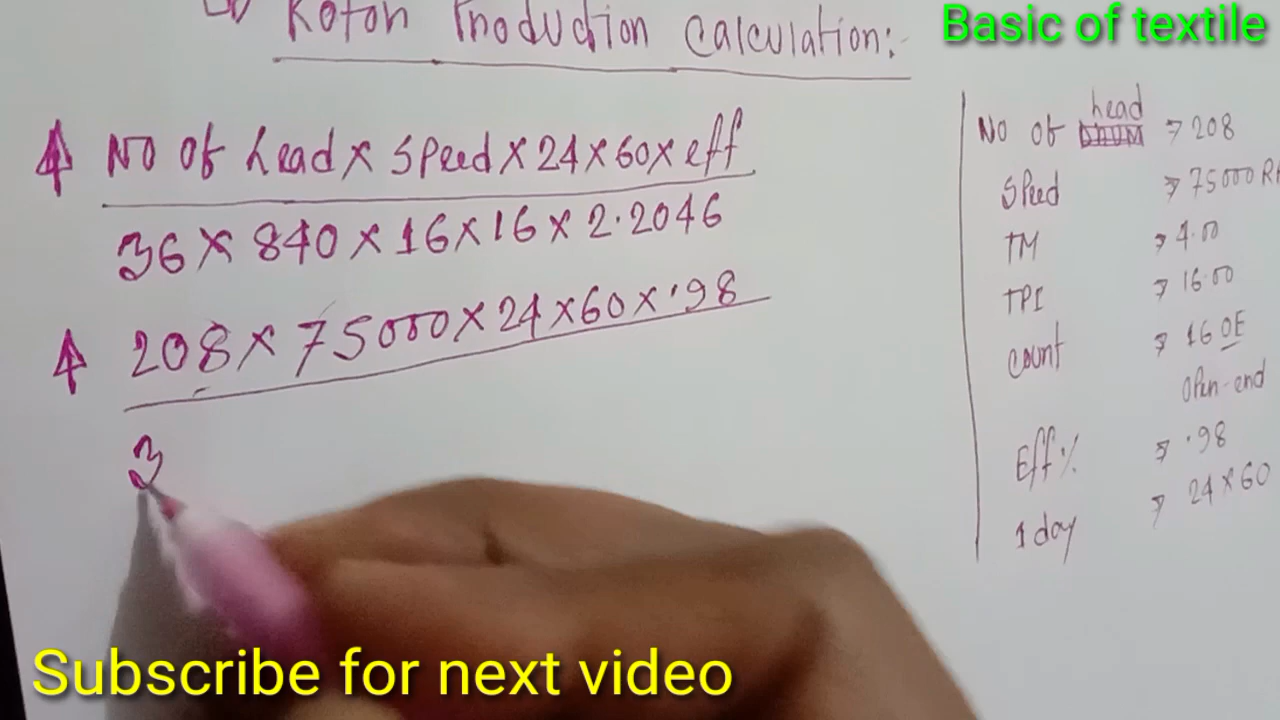 Basic of textile
Rotor Production Calculation:-
No of head × Speed × 24 × 60 × eff
36 × 840 × 16 × 16 × 2.2046
208 × 75000 × 24 × 60 × .98
3
No of head → 208
Speed → 75000 R
TM → 4.00
TPI → 16.00
Count → 16 OE
Open-end
Eff% → .98
1 day → 24 × 60
Subscribe for next video